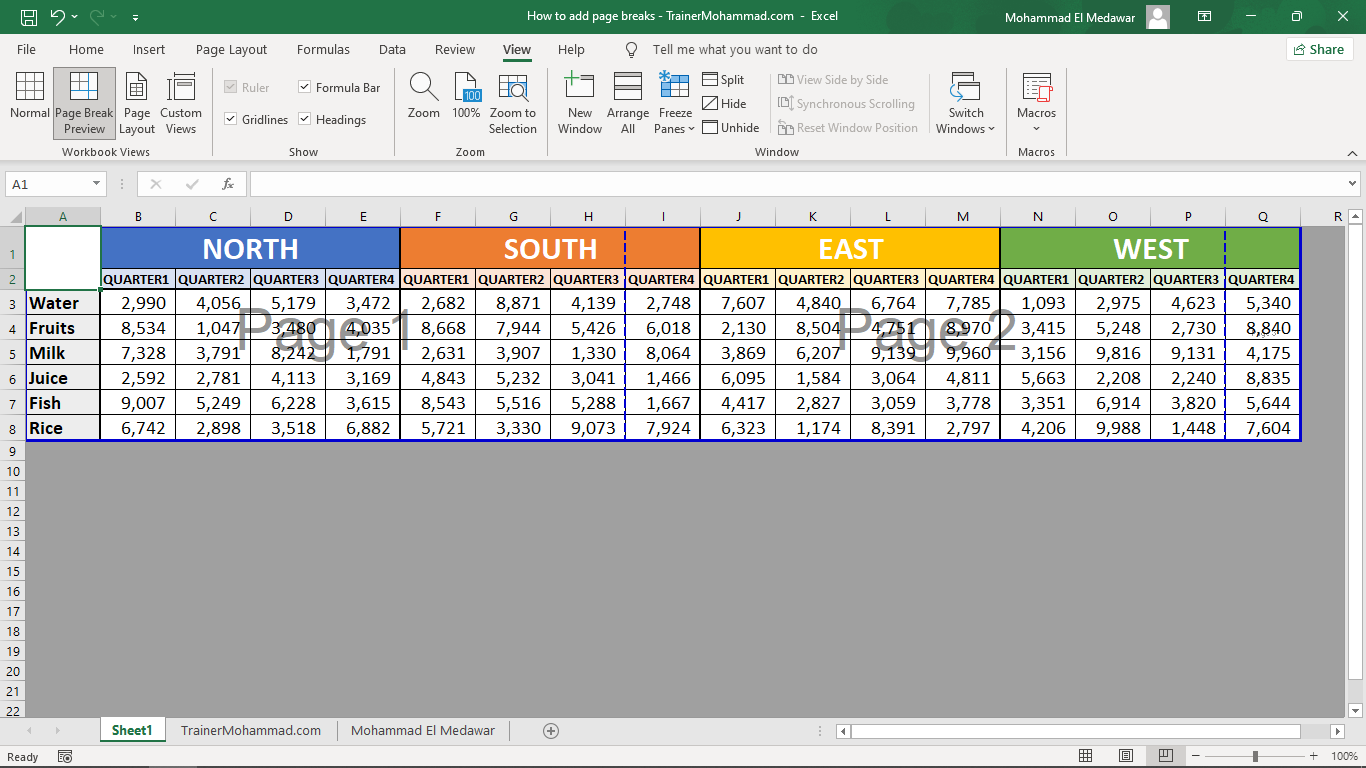 How to add page breaks - TrainerMohammad.com - Excel
Mohammad El Medawar
File Home Insert Page Layout Formulas Data Review View Help Tell me what you want to do Share
Normal Page Break Preview Page Layout Custom Views
Workbook Views
Ruler Formula Bar
Gridlines Headings
Show
Zoom 100% Zoom to Selection
100
Zoom
New Window Arrange All Freeze Panes
Split
Hide
Unhide
View Side by Side
Synchronous Scrolling
Reset Window Position
Switch Windows
Window
Macros
Macros
A1 fx
A B C D E F G H I J K L M N O P Q R
1 NORTH SOUTH EAST WEST
2 QUARTER1 QUARTER2 QUARTER3 QUARTER4 QUARTER1 QUARTER2 QUARTER3 QUARTER4 QUARTER1 QUARTER2 QUARTER3 QUARTER4 QUARTER1 QUARTER2 QUARTER3 QUARTER4
3 Water 2,990 4,056 5,179 3,472 2,682 8,871 4,139 2,748 7,607 4,840 6,764 7,785 1,093 2,975 4,623 5,340
4 Fruits 8,534 1,047 3,480 4,035 8,668 7,944 5,426 6,018 2,130 8,504 4,751 8,970 3,415 5,248 2,730 8,840
Page 1 Page 2
5 Milk 7,328 3,791 8,242 1,791 2,631 3,907 1,330 8,064 3,869 6,207 9,139 9,960 3,156 9,816 9,131 4,175
6 Juice 2,592 2,781 4,113 3,169 4,843 5,232 3,041 1,466 6,095 1,584 3,064 4,811 5,663 2,208 2,240 8,835
7 Fish 9,007 5,249 6,228 3,615 8,543 5,516 5,288 1,667 4,417 2,827 3,059 3,778 3,351 6,914 3,820 5,644
8 Rice 6,742 2,898 3,518 6,882 5,721 3,330 9,073 7,924 6,323 1,174 8,391 2,797 4,206 9,988 1,448 7,604
9
10
11
12
13
14
15
16
17
18
19
20
21
22
Sheet1 TrainerMohammad.com Mohammad El Medawar
Ready 100%